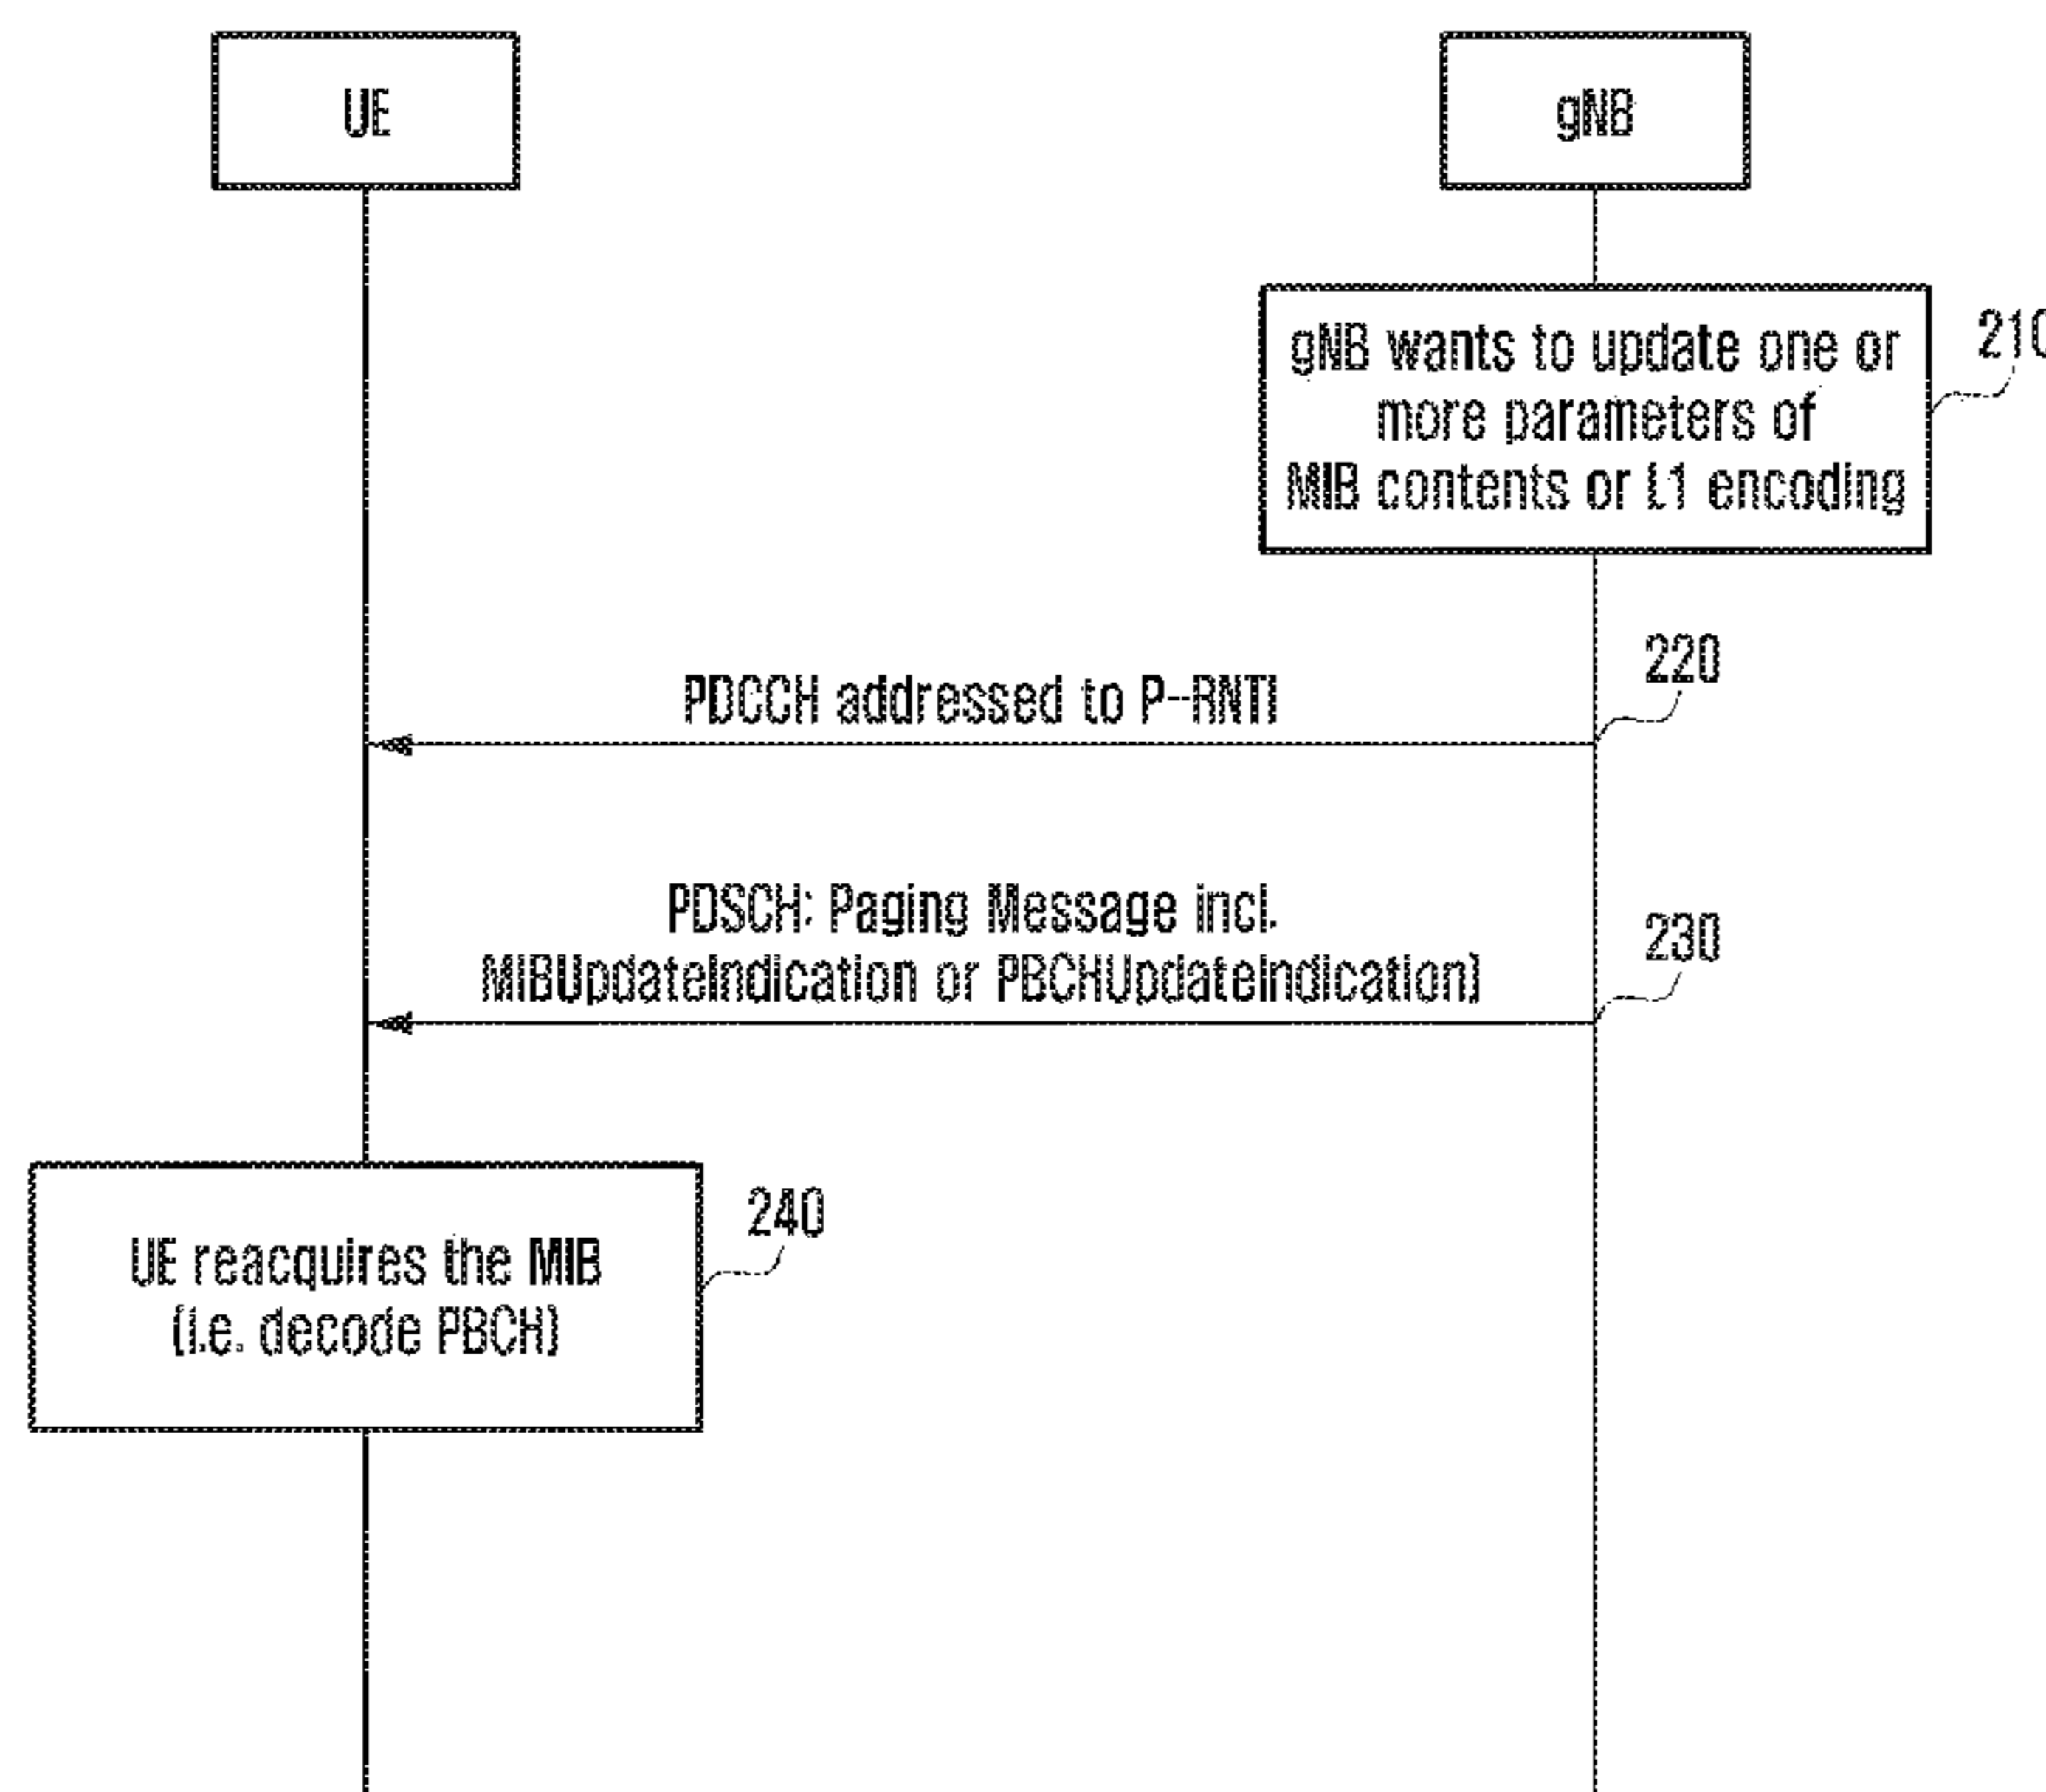 UE
gNB
gNB wants to update one or
more parameters of
MIB contents or L1 encoding
210
PDCCH addressed to P--RNTI
220
PDSCH: Paging Message incl.
MIBUpdateIndication or PBCHUpdateIndication)
230
UE reacquires the MIB
(i.e. decode PBCH)
240